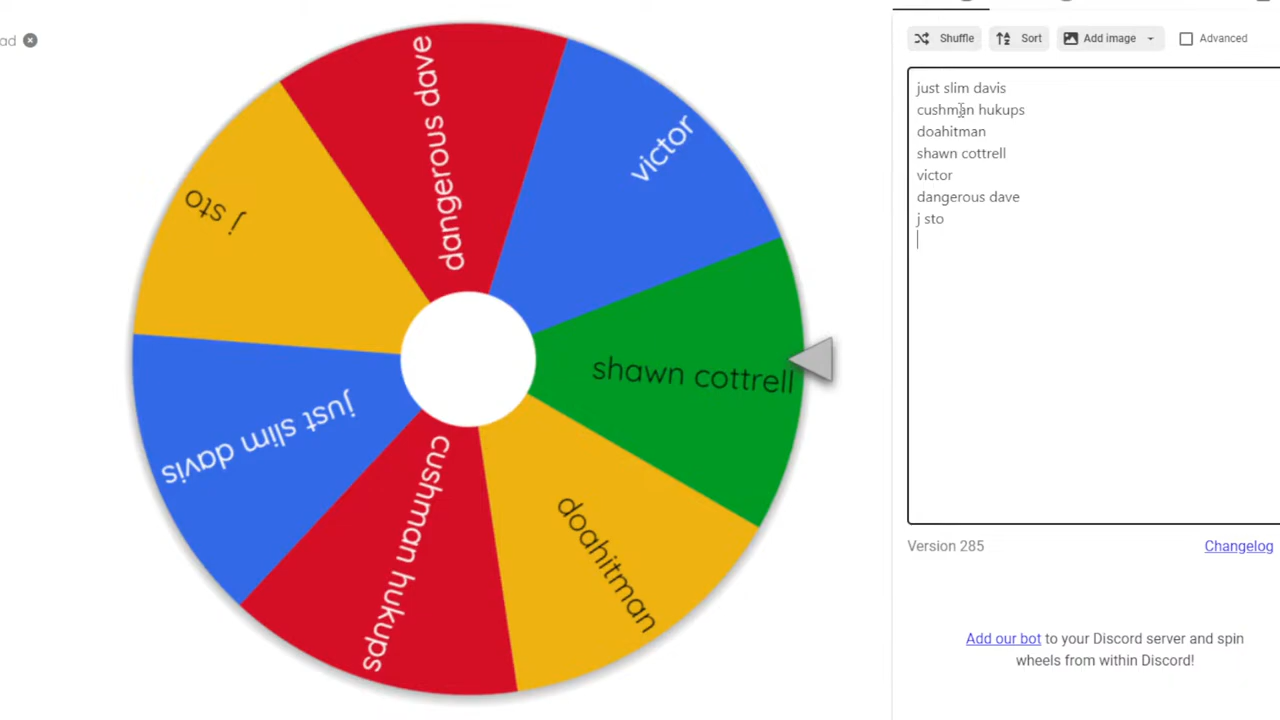 ad
Shuffle
Sort
Add image
Advanced
just slim davis
cushman hukups
doahitman
shawn cottrell
victor
dangerous dave
j sto
dangerous dave
victor
j sto
shawn cottrell
just slim davis
cushman hukups
doahitman
Version 285
Changelog
Add our bot to your Discord server and spin
wheels from within Discord!